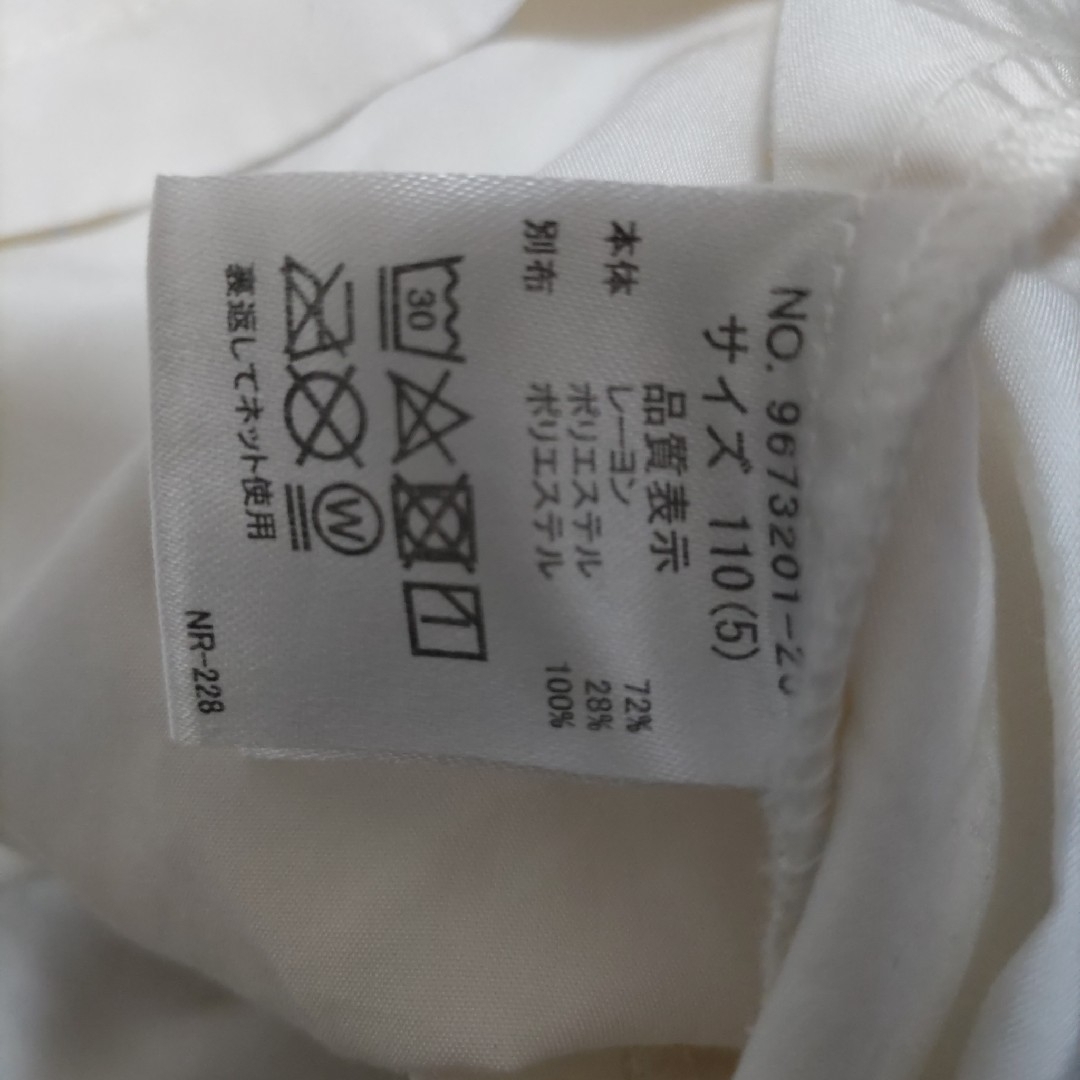 NO. 9673201-20
サイズ 110(5)
品質表示
本体 レーヨン 72%
ポリエステル 28%
別布 ポリエステル 100%
30
W
裏返してネット使用
NR-228